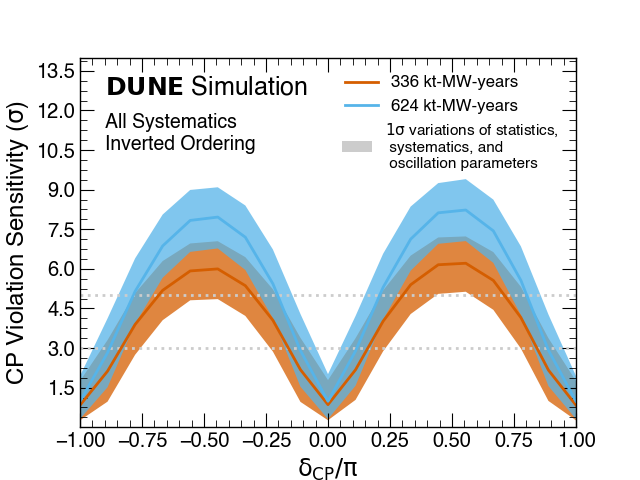 DUNE Simulation
All Systematics
Inverted Ordering
336 kt-MW-years
624 kt-MW-years
1σ variations of statistics,
systematics, and
oscillation parameters
CP Violation Sensitivity (σ)
13.5
12.0
10.5
9.0
7.5
6.0
4.5
3.0
1.5
−1.00 −0.75 −0.50 −0.25 0.00 0.25 0.50 0.75 1.00
δCP/π